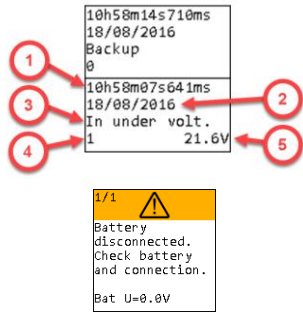 10h58m14s710ms
18/08/2016
Backup
0
1
10h58m07s641ms
18/08/2016
2
3
In under volt.
4
1 21.6V
5
1/1
Battery
disconnected.
Check battery
and connection.
Bat U=0.0V